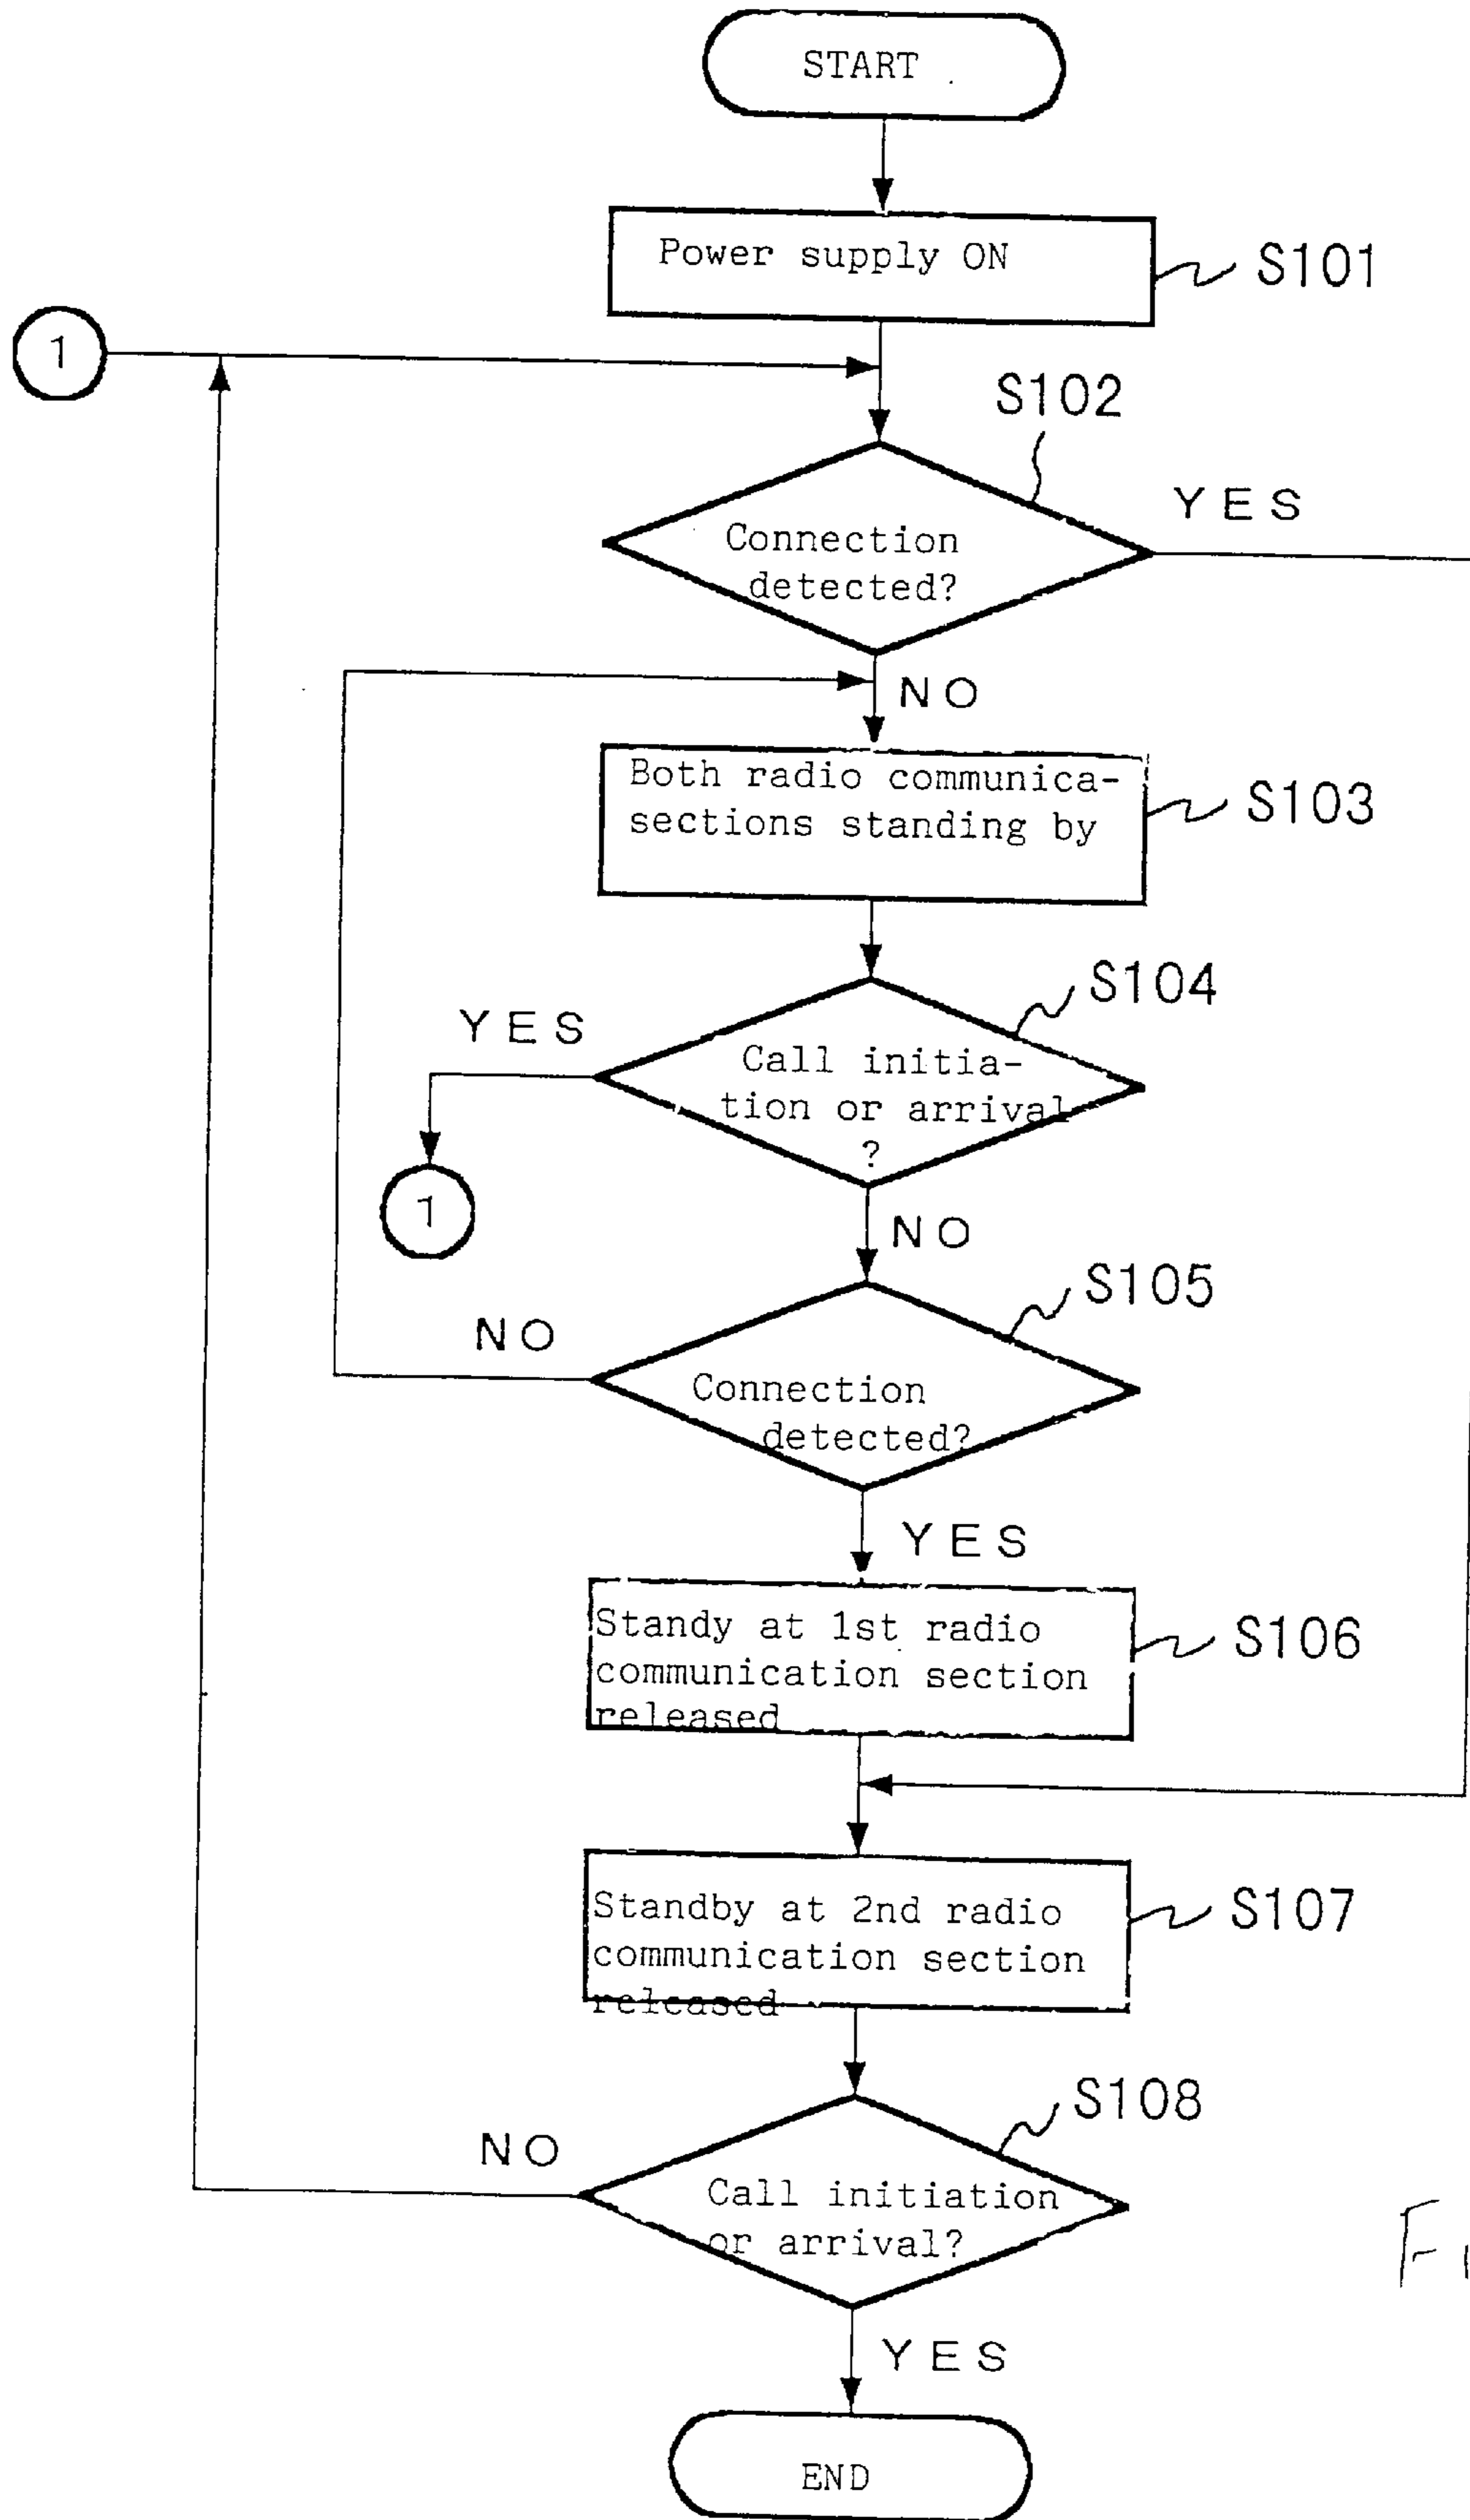 START
Power supply ON
S101
1
S102
YES
Connection
detected?
NO
Both radio communica-
sections standing by
S103
S104
YES
Call initia-
tion or arrival
?
1
NO
S105
NO
Connection
detected?
YES
Standy at 1st radio
communication section
released
S106
Standby at 2nd radio
communication section
released
S107
S108
NO
Call initiation
or arrival?
YES
END